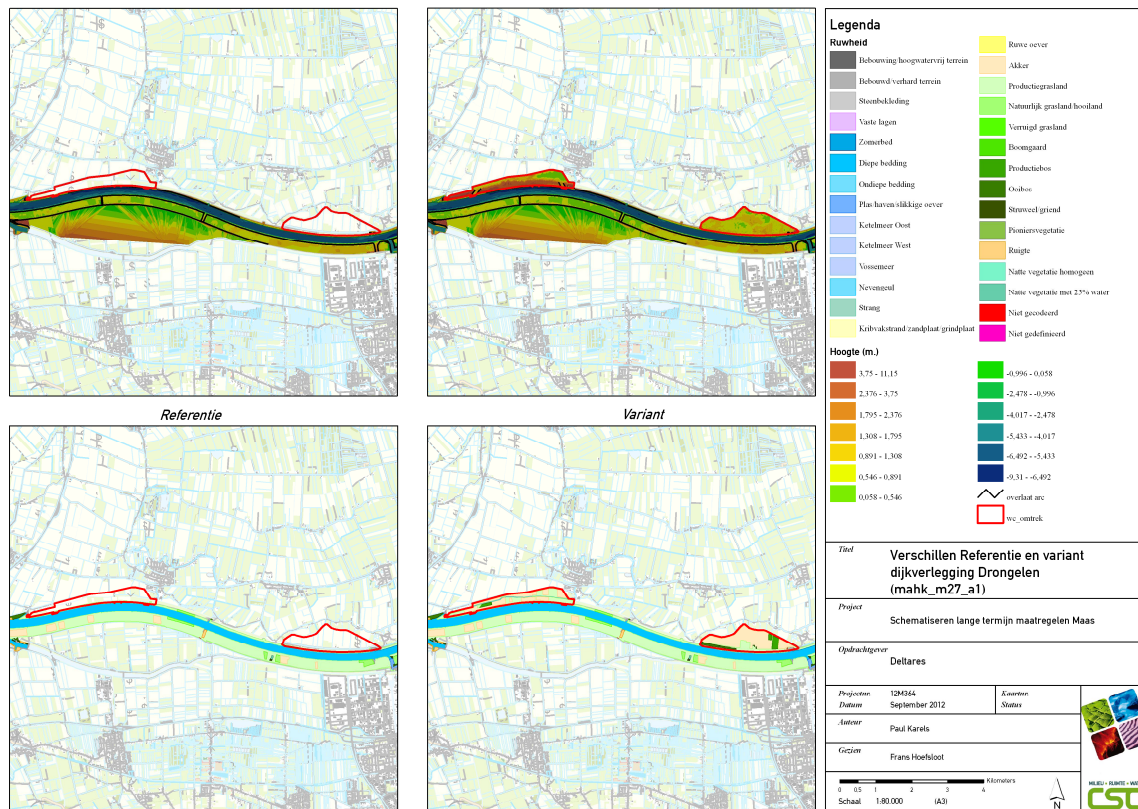 Referentie
Variant
Legenda
Ruwheid
Bebouwing hoogwatervrij terrein
Bebouwd/verhard terrein
Steenbekleding
Vaste lagen
Zomerbed
Diepe bedding
Ondiepe bedding
Plas/haven/slikkige oever
Ketelmeer Oost
Ketelmeer West
Vossemeer
Nevengeul
Strang
Kribvakstrand/zandplaat/grindplaat
Ruwe oever
Akker
Productiegrasland
Natuurlijk grasland/hooiland
Verruigd grasland
Boomgaard
Productiebos
Ooibos
Struweel/griend
Pioniersvegetatie
Ruigte
Natte vegetatie homogeen
Natte vegetatie met 25% water
Niet gecodeerd
Niet gedefinieerd
Hoogte (m.)
3,75 - 11,15
2,376 - 3,75
1,795 - 2,376
1,308 - 1,795
0,891 - 1,308
0,546 - 0,891
0,058 - 0,546
-0,996 - 0,058
-2,478 - -0,996
-4,017 - -2,478
-5,433 - -4,017
-6,492 - -5,433
-9,31 - -6,492
overlaat arc
wc_omtrek
Titel
Verschillen Referentie en variant
dijkverlegging Drongelen
(mahk_m27_a1)
Project
Schematiseren lange termijn maatregelen Maas
Opdrachtgever
Deltares
Projectnr. 12M364
Kaartnr.
Datum September 2012
Status
Auteur
Paul Karels
Gezien
Frans Hoefsloot
Kilometers
0 0.5 1 2 3 4
Schaal 1:80.000 (A3)
N
MILIEU • RUIMTE • WA
CSO